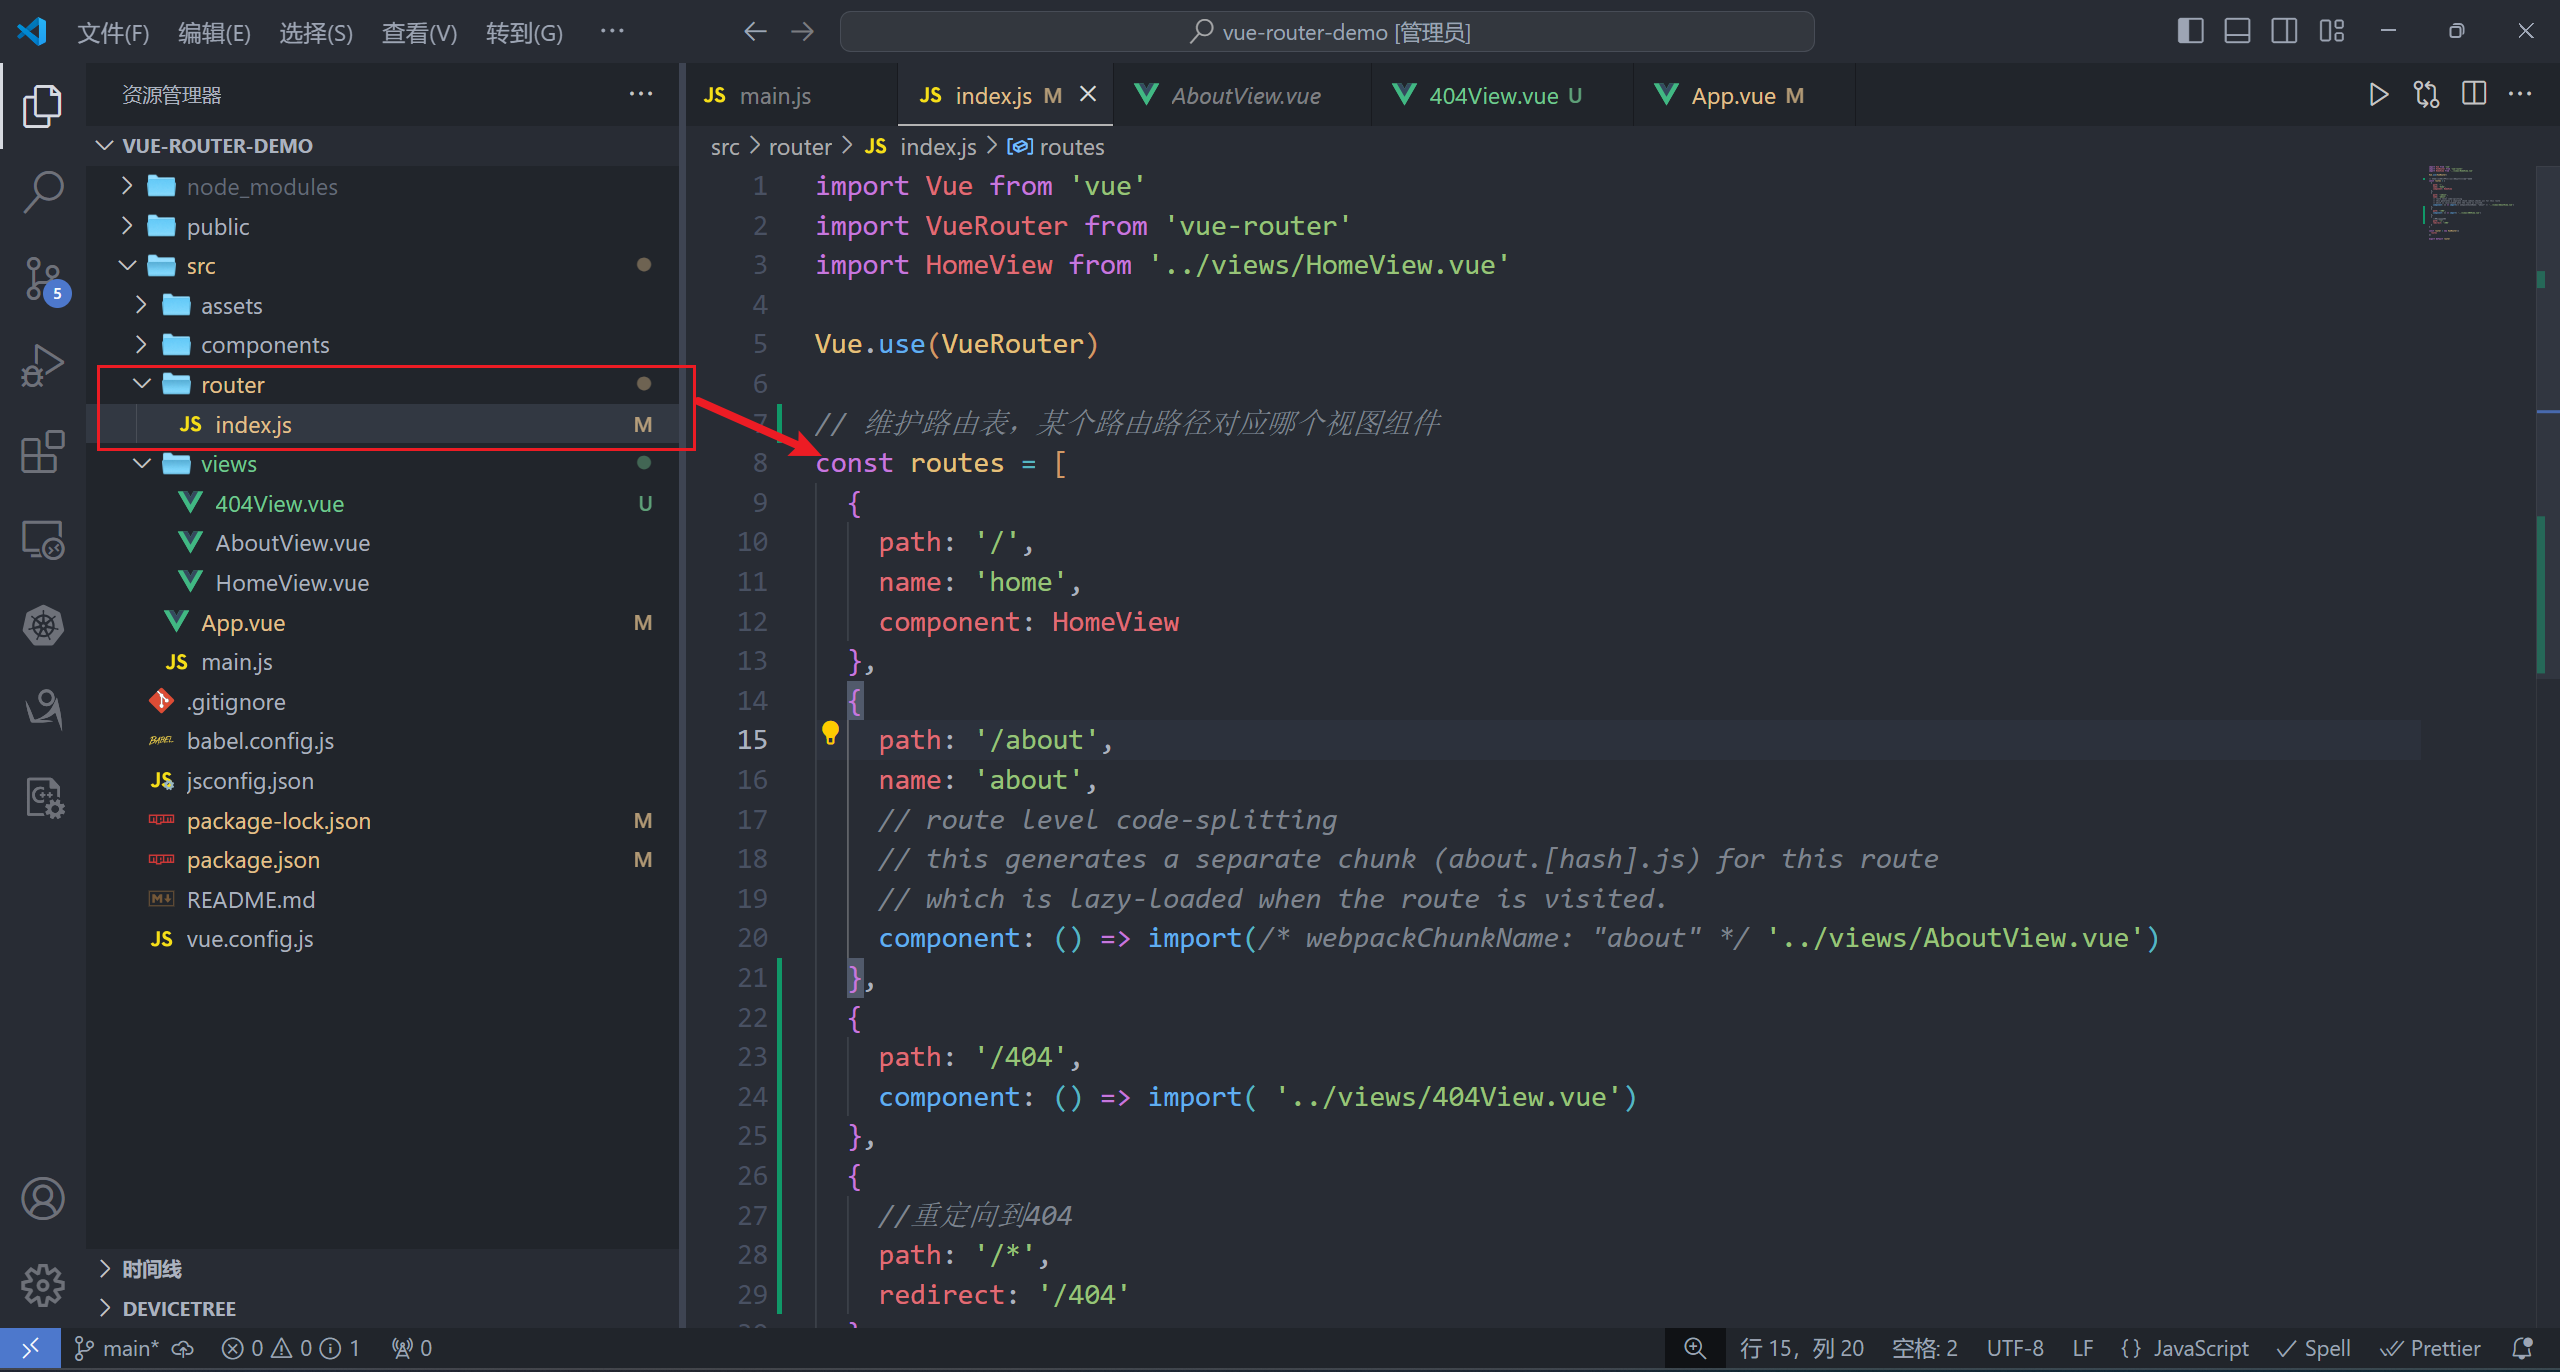 文件(F) 编辑(E) 选择(S) 查看(V) 转到(G) ···
vue-router-demo [管理员]
资源管理器 ···
VUE-ROUTER-DEMO
node_modules
public
src
assets
components
router
JS index.js M
views
404View.vue U
AboutView.vue
HomeView.vue
App.vue M
JS main.js
.gitignore
BABEL babel.config.js
JS jsconfig.json
package-lock.json M
package.json M
README.md
JS vue.config.js
时间线
DEVICETREE
5
JS main.js
JS index.js M
AboutView.vue
404View.vue U
App.vue M
src > router > JS index.js > routes
1 import Vue from 'vue'
2 import VueRouter from 'vue-router'
3 import HomeView from '../views/HomeView.vue'
4
5 Vue.use(VueRouter)
6
7 // 维护路由表，某个路由路径对应哪个视图组件
8 const routes = [
9 {
10 path: '/',
11 name: 'home',
12 component: HomeView
13 },
14 {
15 path: '/about',
16 name: 'about',
17 // route level code-splitting
18 // this generates a separate chunk (about.[hash].js) for this route
19 // which is lazy-loaded when the route is visited.
20 component: () => import(/* webpackChunkName: "about" */ '../views/AboutView.vue')
21 },
22 {
23 path: '/404',
24 component: () => import( '../views/404View.vue')
25 },
26 {
27 //重定向到404
28 path: '/*',
29 redirect: '/404'
main* 0 0 1 0
行 15，列 20 空格: 2 UTF-8 LF {} JavaScript Spell Prettier